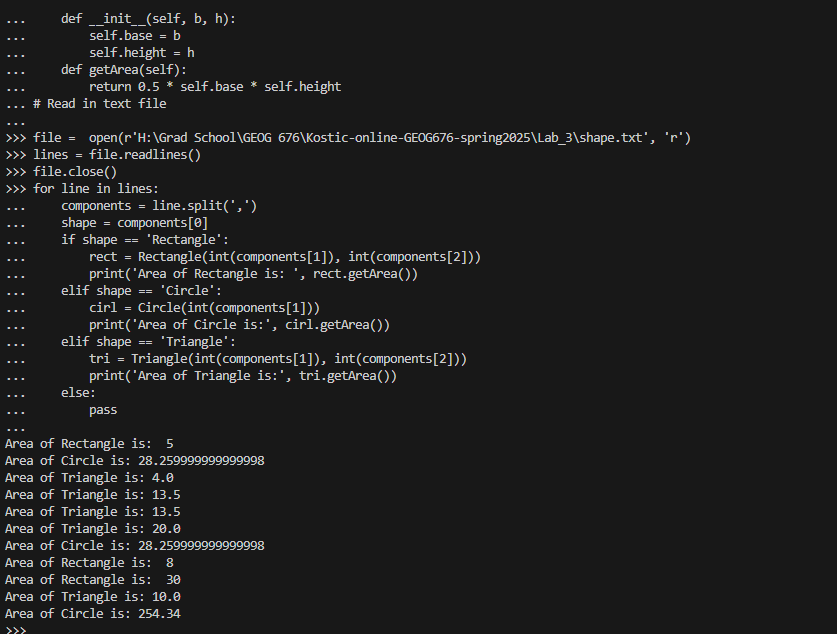 ...     def __init__(self, b, h):
...         self.base = b
...         self.height = h
...     def getArea(self):
...         return 0.5 * self.base * self.height
... # Read in text file
...
>>> file =  open(r'H:\Grad School\GEOG 676\Kostic-online-GEOG676-spring2025\Lab_3\shape.txt', 'r')
>>> lines = file.readlines()
>>> file.close()
>>> for line in lines:
...     components = line.split(',')
...     shape = components[0]
...     if shape == 'Rectangle':
...         rect = Rectangle(int(components[1]), int(components[2]))
...         print('Area of Rectangle is: ', rect.getArea())
...     elif shape == 'Circle':
...         cirl = Circle(int(components[1]))
...         print('Area of Circle is:', cirl.getArea())
...     elif shape == 'Triangle':
...         tri = Triangle(int(components[1]), int(components[2]))
...         print('Area of Triangle is:', tri.getArea())
...     else:
...         pass
...
Area of Rectangle is:  5
Area of Circle is: 28.259999999999998
Area of Triangle is: 4.0
Area of Triangle is: 13.5
Area of Triangle is: 13.5
Area of Triangle is: 20.0
Area of Circle is: 28.259999999999998
Area of Rectangle is:  8
Area of Rectangle is:  30
Area of Triangle is: 10.0
Area of Circle is: 254.34
>>>